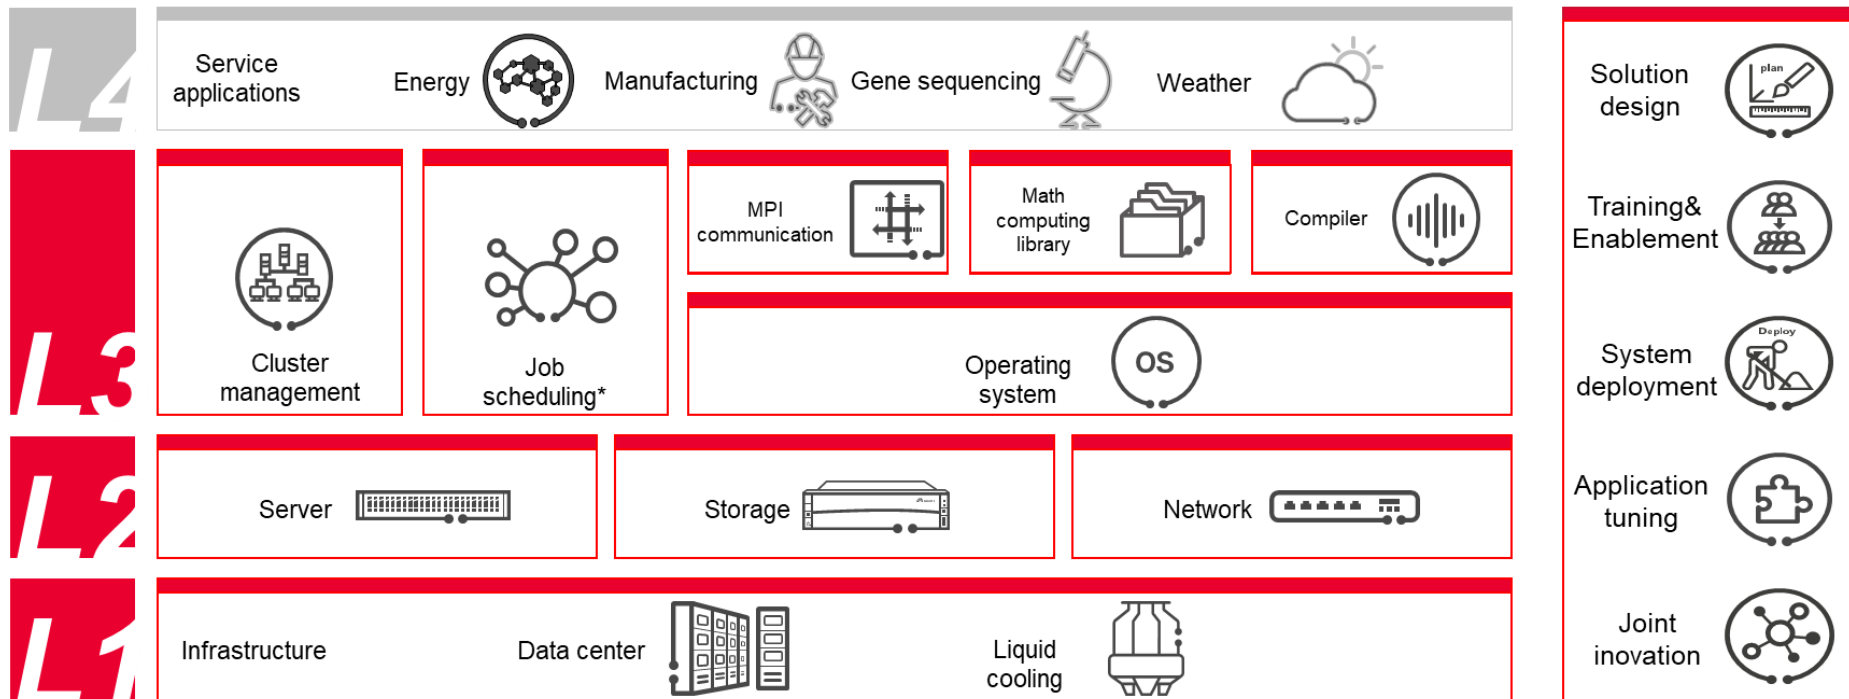 L4
Service
applications
Energy
Manufacturing
Gene sequencing
Weather
L3
Cluster
management
Job
scheduling*
MPI
communication
Math
computing
library
Compiler
Operating
system
OS
L2
Server
Storage
Network
L1
Infrastructure
Data center
Liquid
cooling
Solution
design
plan
Training&
Enablement
System
deployment
Deploy
Application
tuning
Joint
inovation